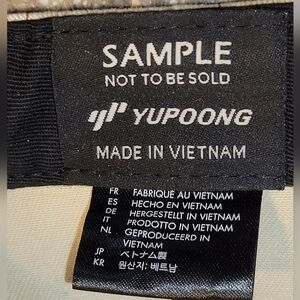 SAMPLE
NOT TO BE SOLD
YUPOONG
MADE IN VIETNAM
FR FABRIQUÉ AU VIETNAM
ES HECHO EN VIETNAM
DE HERGESTELLT IN VIETNAM
IT PRODOTTO IN VIETNAM
NL GEPRODUCEERD IN
VIETNAM
JP ベトナム製
KR 원산지: 베트남